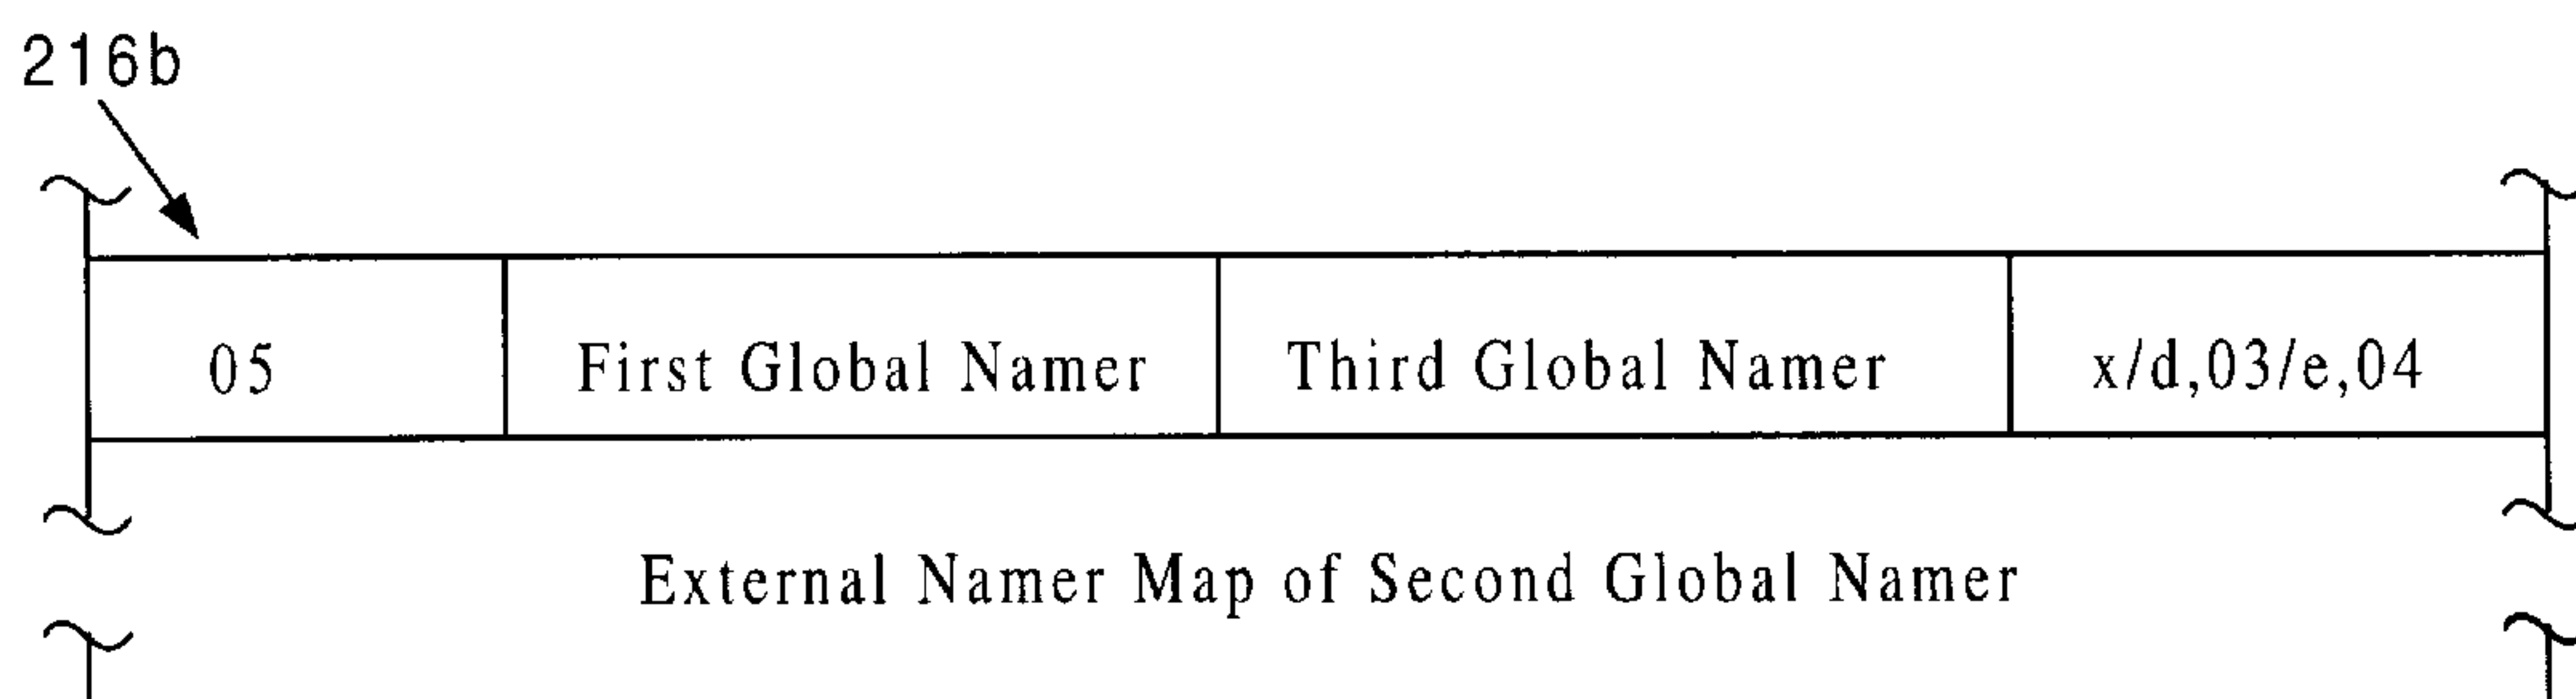 216b
05 First Global Namer Third Global Namer x/d,03/e,04
External Namer Map of Second Global Namer